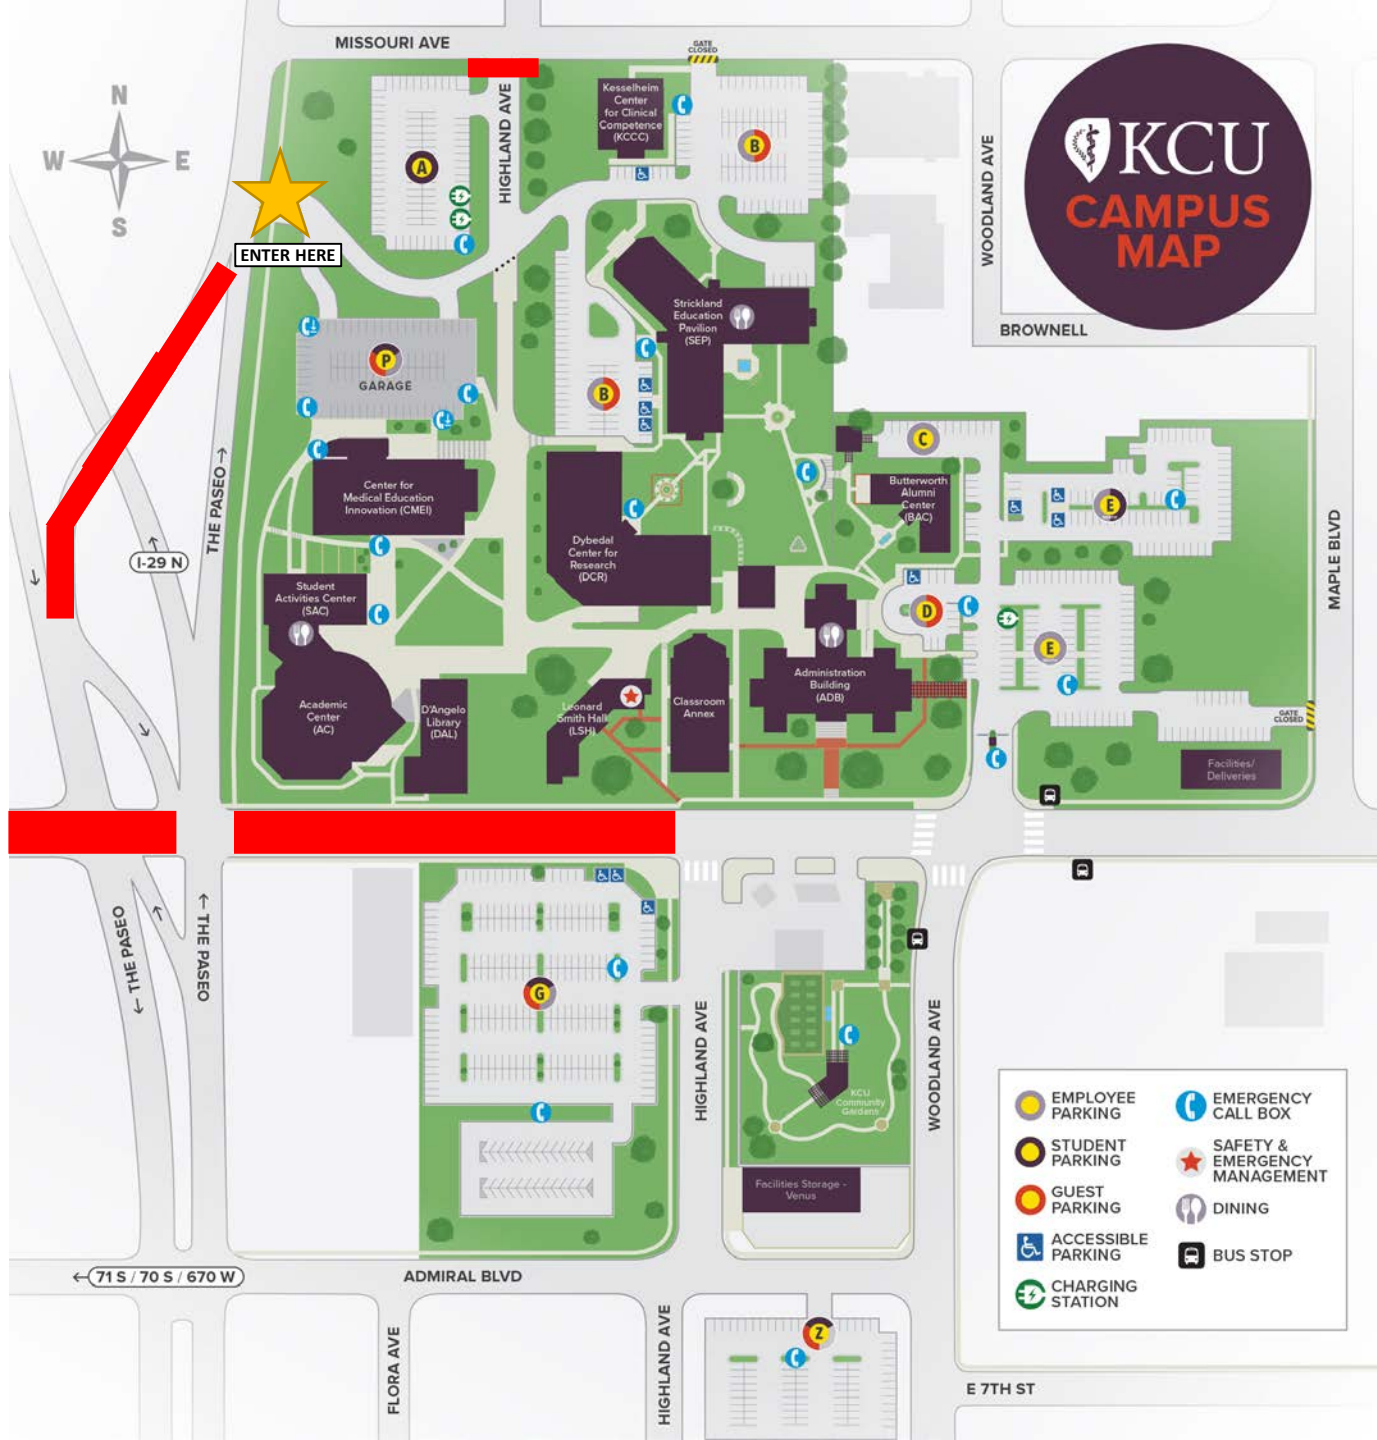 MISSOURI AVE
GATE
CLOSED
N
W
E
S
HIGHLAND AVE
Kesselheim
Center
for Clinical
Competence
(KCCC)
B
A
WOODLAND AVE
KCU
CAMPUS
MAP
ENTER HERE
Strickland
Education
Pavilion
(SEP)
BROWNELL
P
GARAGE
B
C
Center for
Medical Education
Innovation (CMEI)
Butterworth
Alumni
Center
(BAC)
E
THE PASEO →
I-29 N
Dybedal
Center for
Research
(DCR)
MAPLE BLVD
Student
Activities Center
(SAC)
D
E
Administration
Building
(ADB)
Academic
Center
(AC)
D'Angelo
Library
(DAL)
Leonard
Smith Hall
(LSH)
Classroom
Annex
GATE
CLOSED
Facilities/
Deliveries
← THE PASEO
← THE PASEO
G
HIGHLAND AVE
WOODLAND AVE
KCU
Community
Gardens
Facilities Storage -
Venus
EMPLOYEE
PARKING
STUDENT
PARKING
GUEST
PARKING
ACCESSIBLE
PARKING
CHARGING
STATION
EMERGENCY
CALL BOX
SAFETY &
EMERGENCY
MANAGEMENT
DINING
BUS STOP
← 71 S / 70 S / 670 W
ADMIRAL BLVD
FLORA AVE
HIGHLAND AVE
Z
E 7TH ST